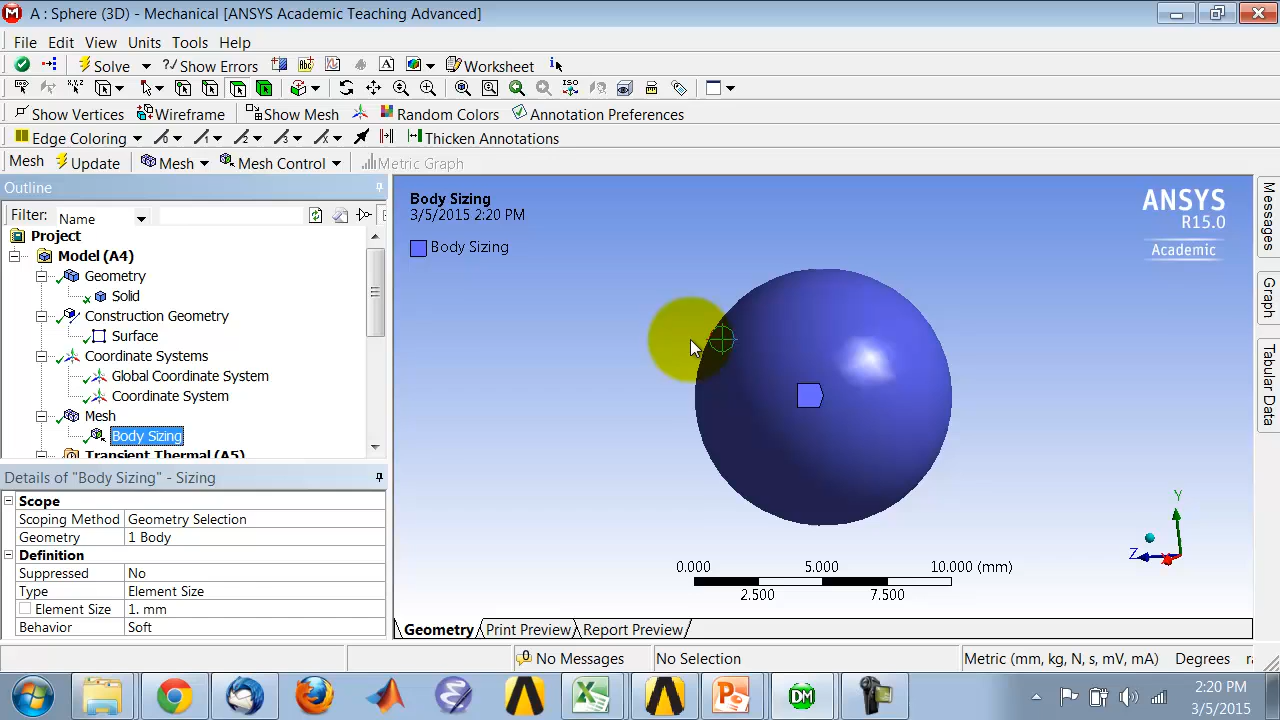 A : Sphere (3D) - Mechanical [ANSYS Academic Teaching Advanced]
File Edit View Units Tools Help
Solve ?/ Show Errors Worksheet
Show Vertices Wireframe Show Mesh Random Colors Annotation Preferences
Edge Coloring Thicken Annotations
Mesh Update Mesh Mesh Control Metric Graph
Outline
Filter: Name
Project
Model (A4)
Geometry
Solid
Construction Geometry
Surface
Coordinate Systems
Global Coordinate System
Coordinate System
Mesh
Body Sizing
Transient Thermal (A5)
Details of "Body Sizing" - Sizing
Scope
Scoping Method Geometry Selection
Geometry 1 Body
Definition
Suppressed No
Type Element Size
Element Size 1. mm
Behavior Soft
Body Sizing
3/5/2015 2:20 PM
Body Sizing
ANSYS
R15.0
Academic
Y
Z
0.000 5.000 10.000 (mm)
2.500 7.500
Geometry Print Preview Report Preview
Messages
Graph
Tabular Data
0 No Messages No Selection Metric (mm, kg, N, s, mV, mA) Degrees
2:20 PM
3/5/2015